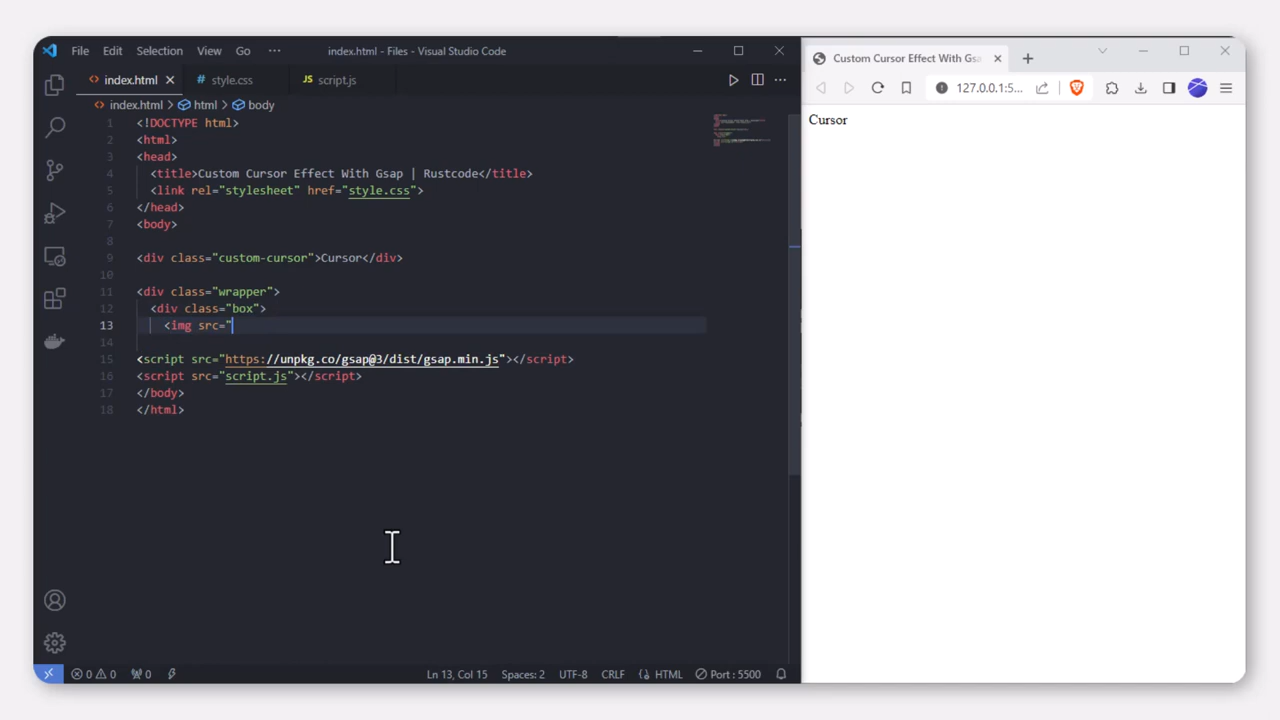 File Edit Selection View Go ··· index.html - Files - Visual Studio Code
index.html style.css script.js
index.html > html > body
1 <!DOCTYPE html>
2 <html>
3 <head>
4 <title>Custom Cursor Effect With Gsap | Rustcode</title>
5 <link rel="stylesheet" href="style.css">
6 </head>
7 <body>
8
9 <div class="custom-cursor">Cursor</div>
10
11 <div class="wrapper">
12 <div class="box">
13 <img src="
14
15 <script src="https://unpkg.co/gsap@3/dist/gsap.min.js"></script>
16 <script src="script.js"></script>
17 </body>
18 </html>
0 0 0 Ln 13, Col 15 Spaces: 2 UTF-8 CRLF HTML Port : 5500
Custom Cursor Effect With Gsa
127.0.0.1:5...
Cursor